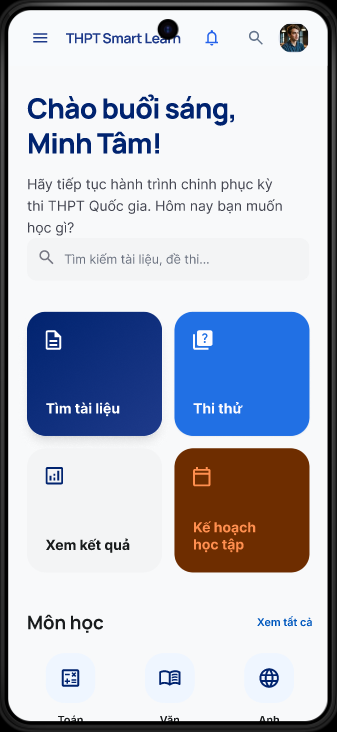 THPT Smart Learn
Chào buổi sáng,
Minh Tâm!
Hãy tiếp tục hành trình chinh phục kỳ
thi THPT Quốc gia. Hôm nay bạn muốn
học gì?
Tìm kiếm tài liệu, đề thi...
Tìm tài liệu
Thi thử
Xem kết quả
Kế hoạch
học tập
Môn học
Xem tất cả
Toán
Văn
Anh